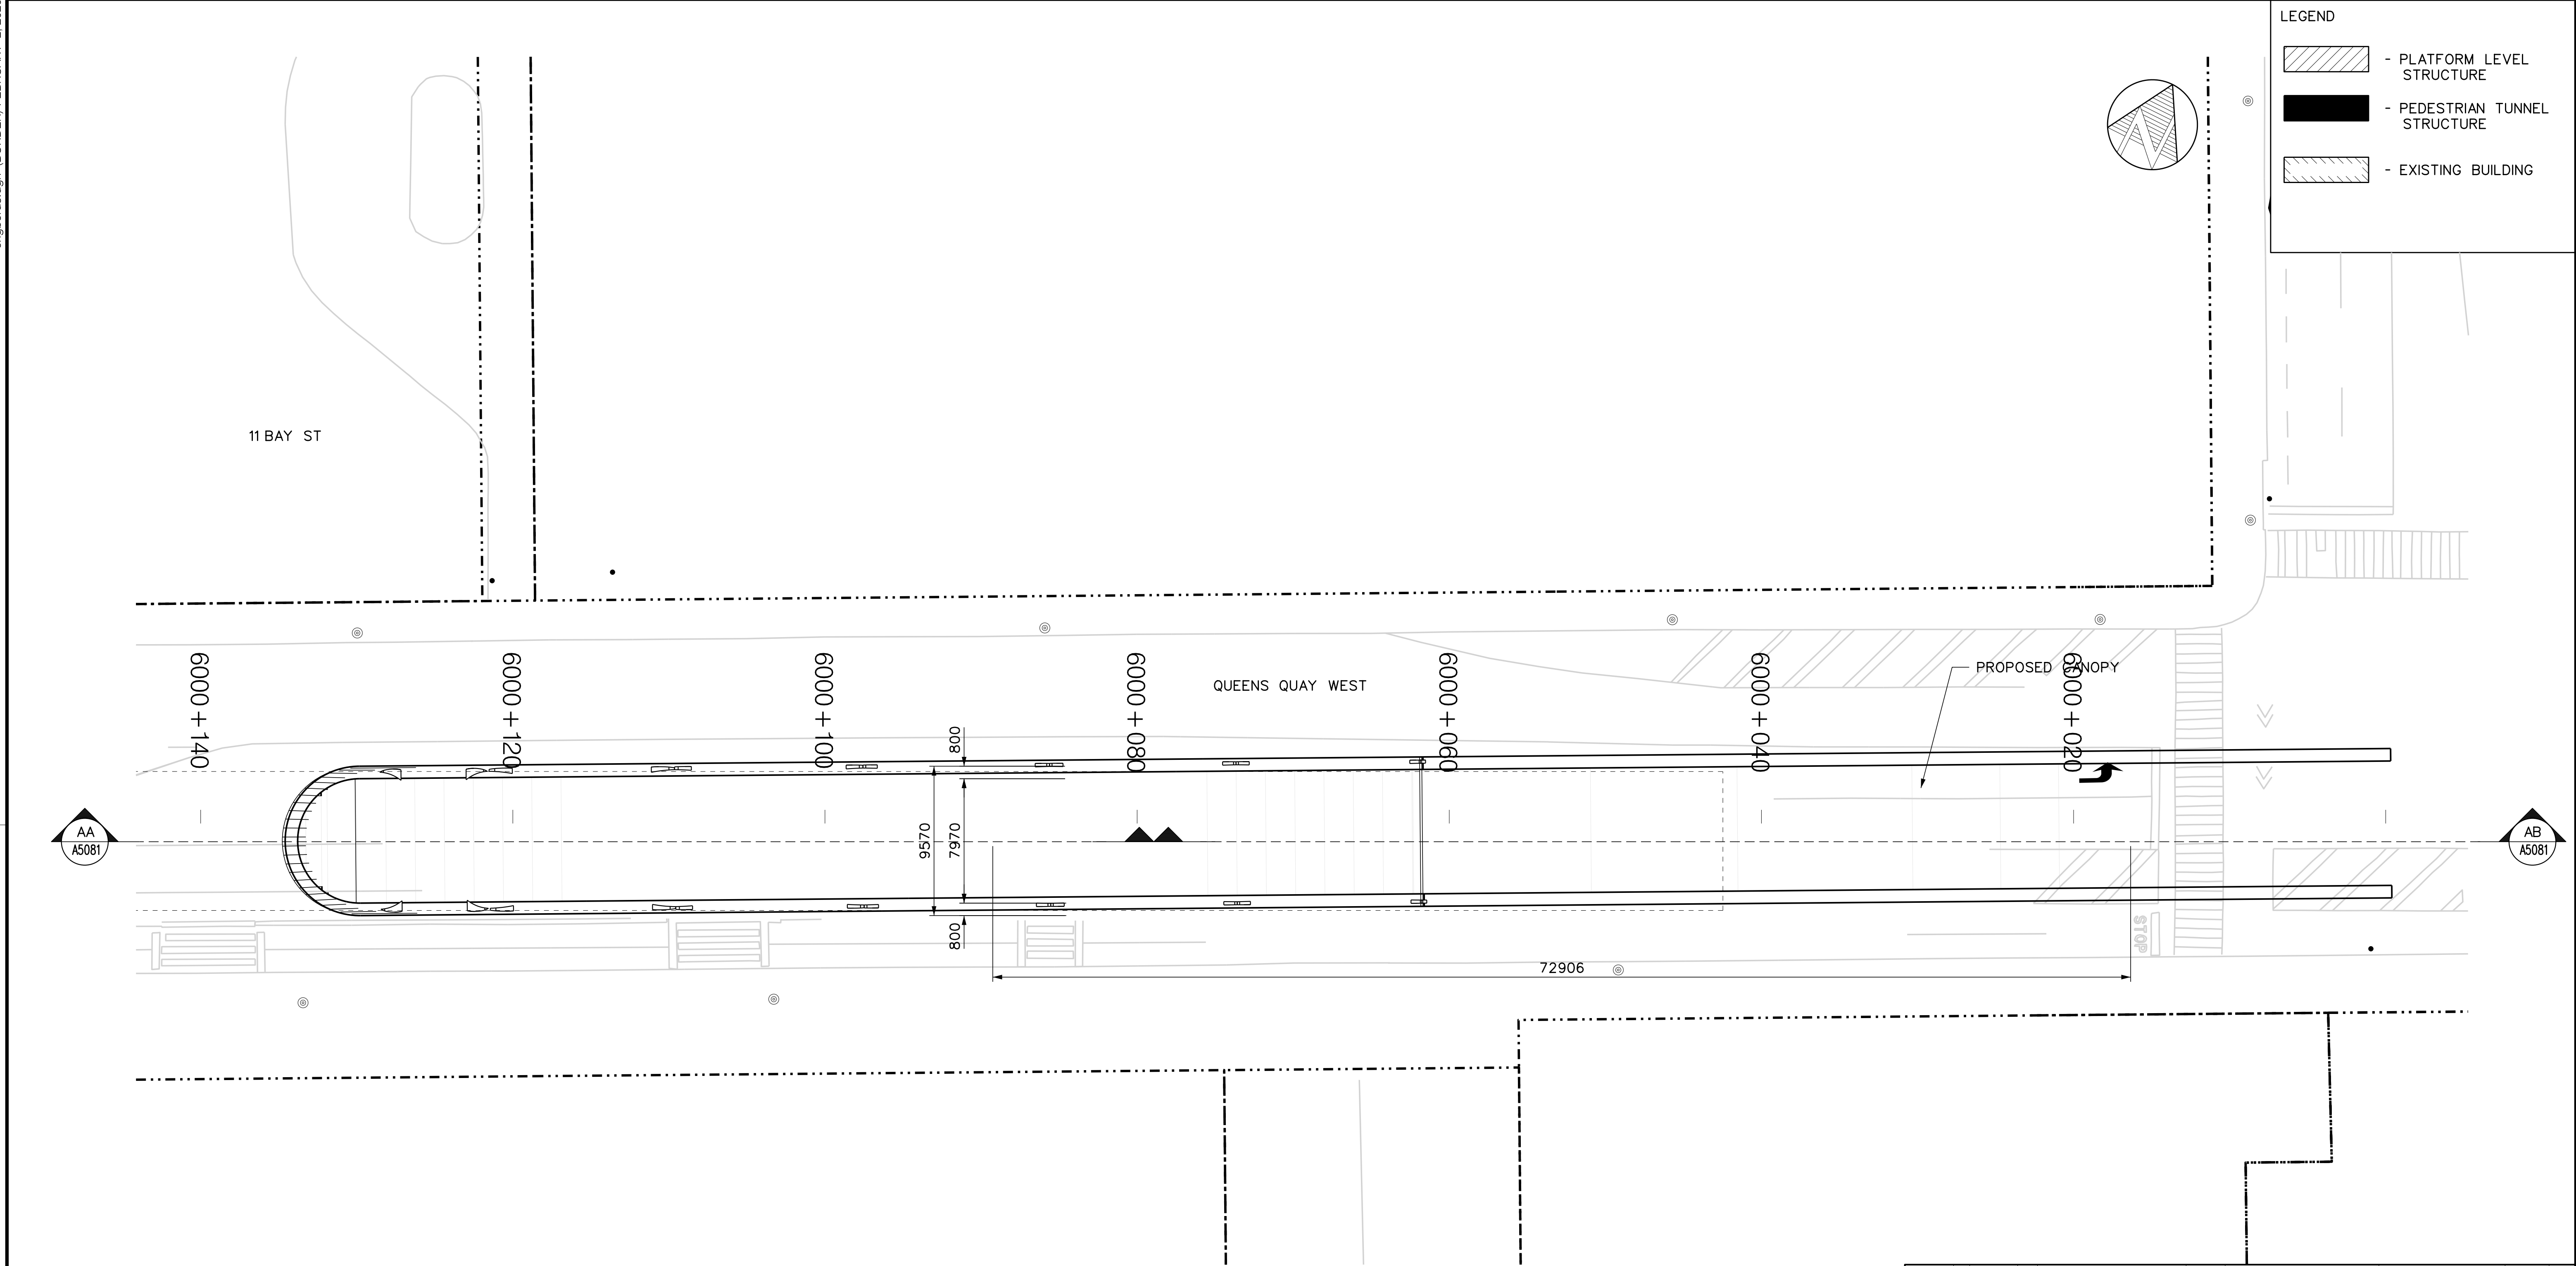 LEGEND
- PLATFORM LEVEL
STRUCTURE
- PEDESTRIAN TUNNEL
STRUCTURE
- EXISTING BUILDING
N
11 BAY ST
QUEENS QUAY WEST
PROPOSED CANOPY
6000+140
6000+120
6000+100
6000+080
6000+060
6000+040
6000+020
800
9570
7970
800
72906
STOP
AA
A5081
AB
A5081